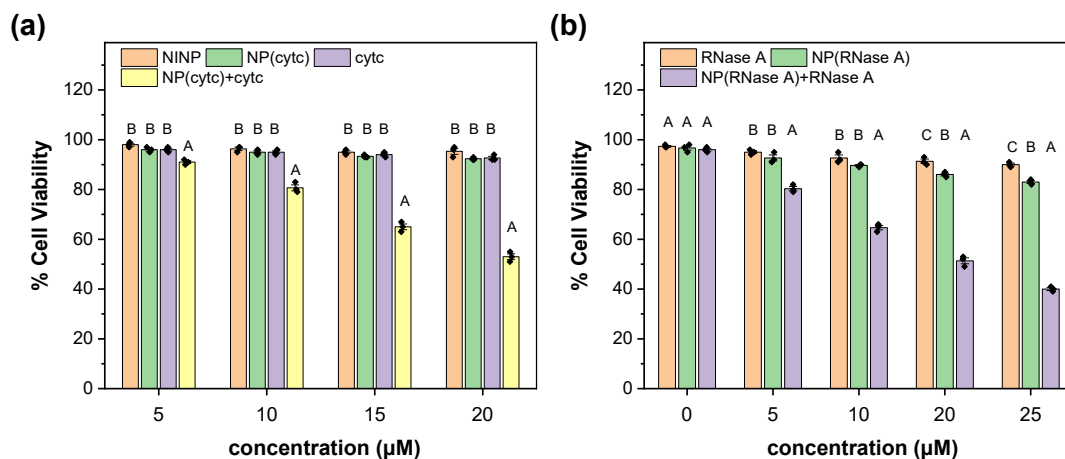 (a)
NINP NP(cytc) cytc
NP(cytc)+cytc
120
100
80
60
40
20
0
% Cell Viability
B B B A
B B B A
B B B A
B B B A
5 10 15 20
concentration (µM)
(b)
RNase A NP(RNase A)
NP(RNase A)+RNase A
120
100
80
60
40
20
0
% Cell Viability
A A A
B B A
B B A
C B A
C B A
0 5 10 20 25
concentration (µM)